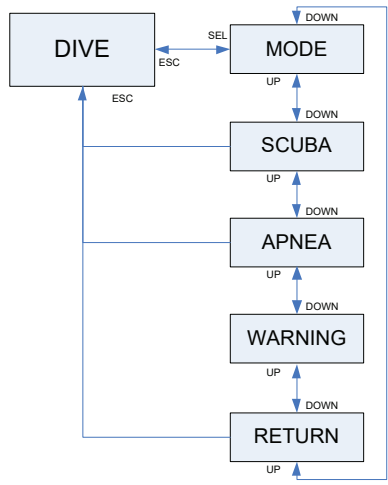 DOWN
DIVE
SEL
MODE
ESC
UP
ESC
DOWN
SCUBA
UP
DOWN
APNEA
UP
DOWN
WARNING
UP
DOWN
RETURN
UP